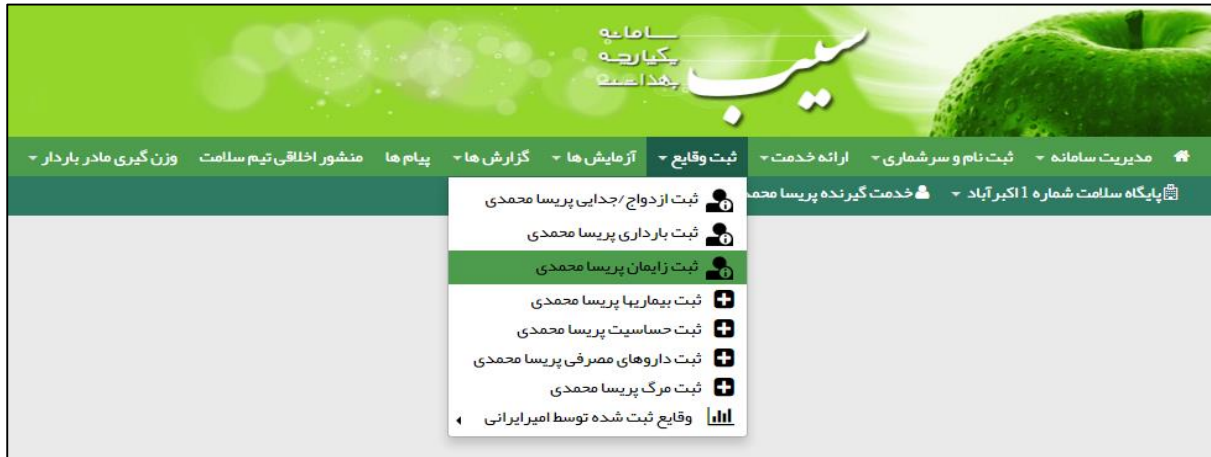 سامانه
یکپارچه
بهداشت
سیب
مدیریت سامانه
ثبت نام و سرشماری
ارائه خدمت
ثبت وقایع
آزمایش ها
گزارش ها
پیام ها
منشور اخلاقی تیم سلامت
وزن گیری مادر باردار
پایگاه سلامت شماره 1 اکبر آباد
خدمت گیرنده پریسا محمد
ثبت ازدواج/جدایی پریسا محمدی
ثبت بارداری پریسا محمدی
ثبت زایمان پریسا محمدی
ثبت بیماریها پریسا محمدی
ثبت حساسیت پریسا محمدی
ثبت داروهای مصرفی پریسا محمدی
ثبت مرگ پریسا محمدی
وقایع ثبت شده توسط امیرایرانی